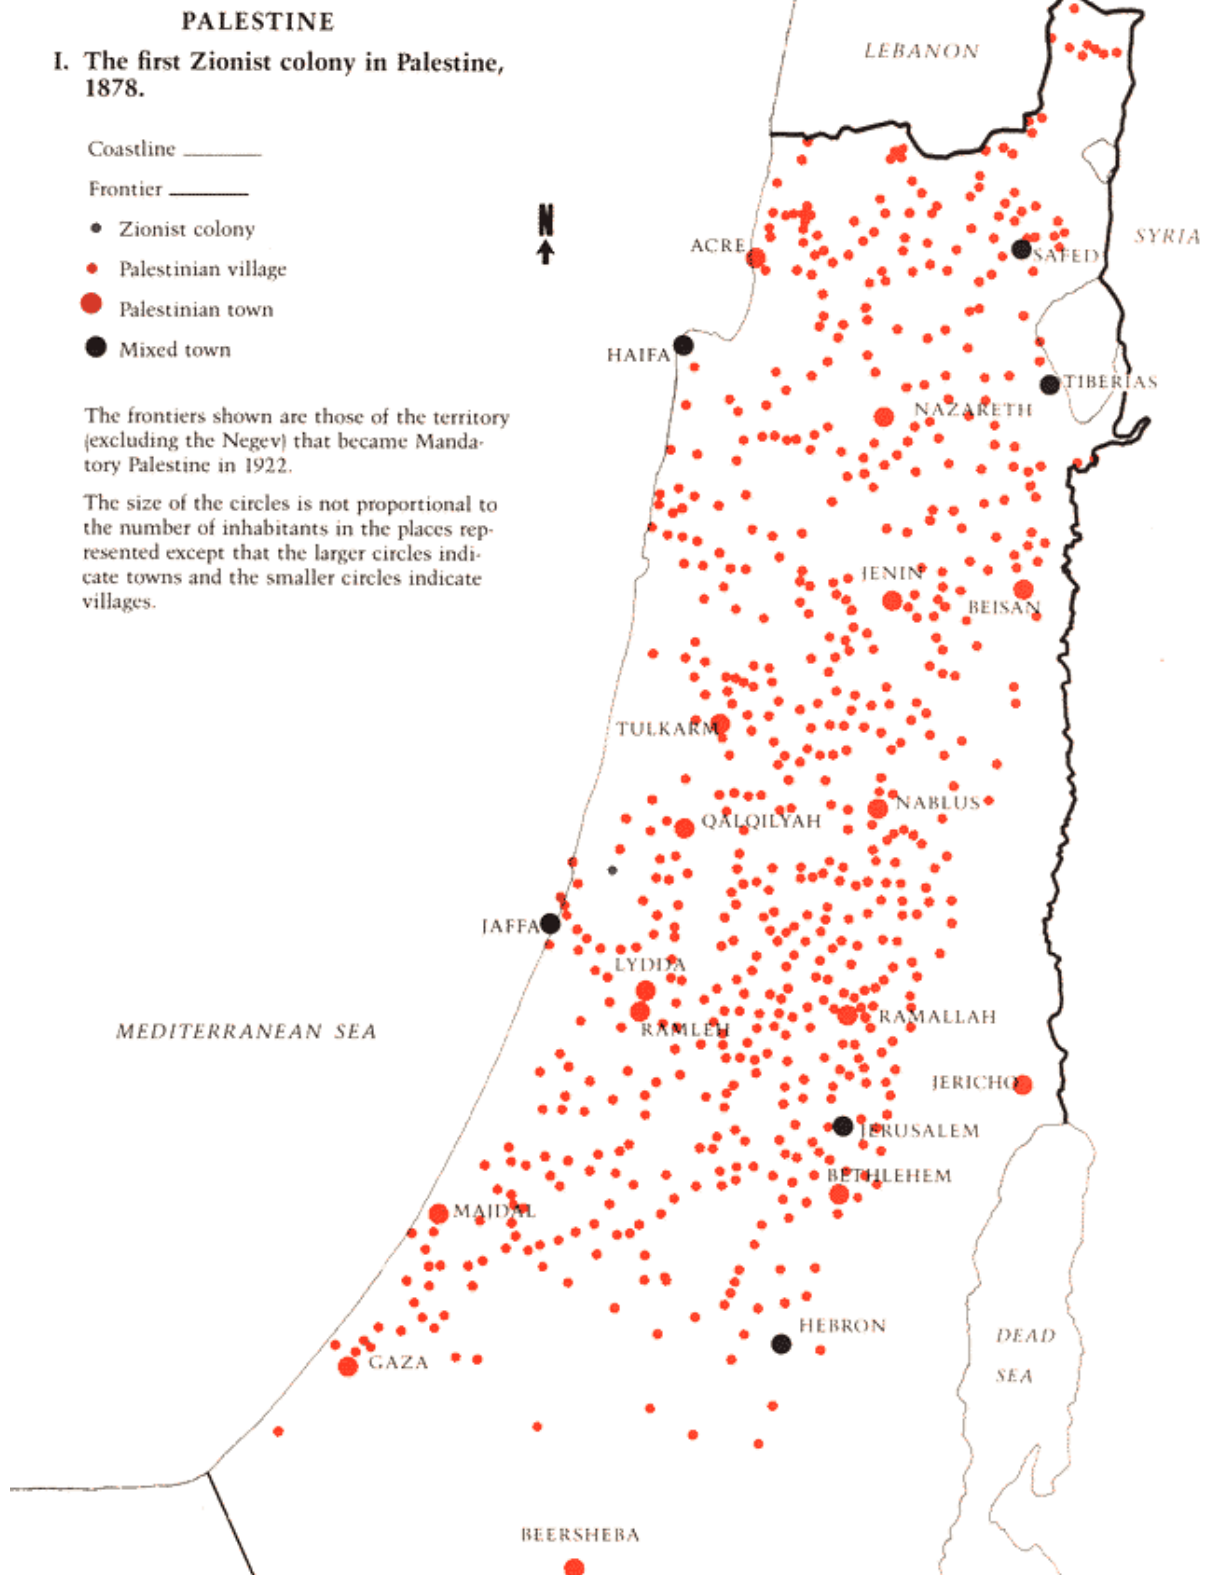 PALESTINE
I. The first Zionist colony in Palestine,
1878.
Coastline
Frontier
Zionist colony
Palestinian village
Palestinian town
Mixed town
The frontiers shown are those of the territory
(excluding the Negev) that became Manda-
tory Palestine in 1922.
The size of the circles is not proportional to
the number of inhabitants in the places rep-
resented except that the larger circles indi-
cate towns and the smaller circles indicate
villages.
N
LEBANON
SYRIA
ACRE
SAFED
HAIFA
TIBERIAS
NAZARETH
JENIN
BEISAN
TULKARM
NABLUS
QALQILYAH
JAFFA
LYDDA
RAMLEH
RAMALLAH
MEDITERRANEAN SEA
JERICHO
JERUSALEM
BETHLEHEM
MAJDAL
HEBRON
DEAD
SEA
GAZA
BEERSHEBA